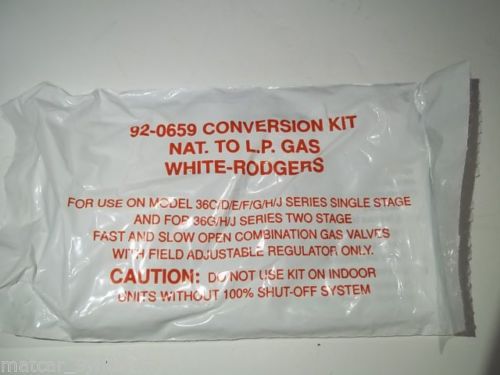 92-0659 CONVERSION KIT
NAT. TO L.P. GAS
WHITE-RODGERS
FOR USE ON MODEL 36C/D/E/F/G/H/J SERIES SINGLE STAGE
AND FOR 36G/H/J SERIES TWO STAGE
FAST AND SLOW OPEN COMBINATION GAS VALVES
WITH FIELD ADJUSTABLE REGULATOR ONLY.
CAUTION: DO NOT USE KIT ON INDOOR
UNITS WITHOUT 100% SHUT-OFF SYSTEM